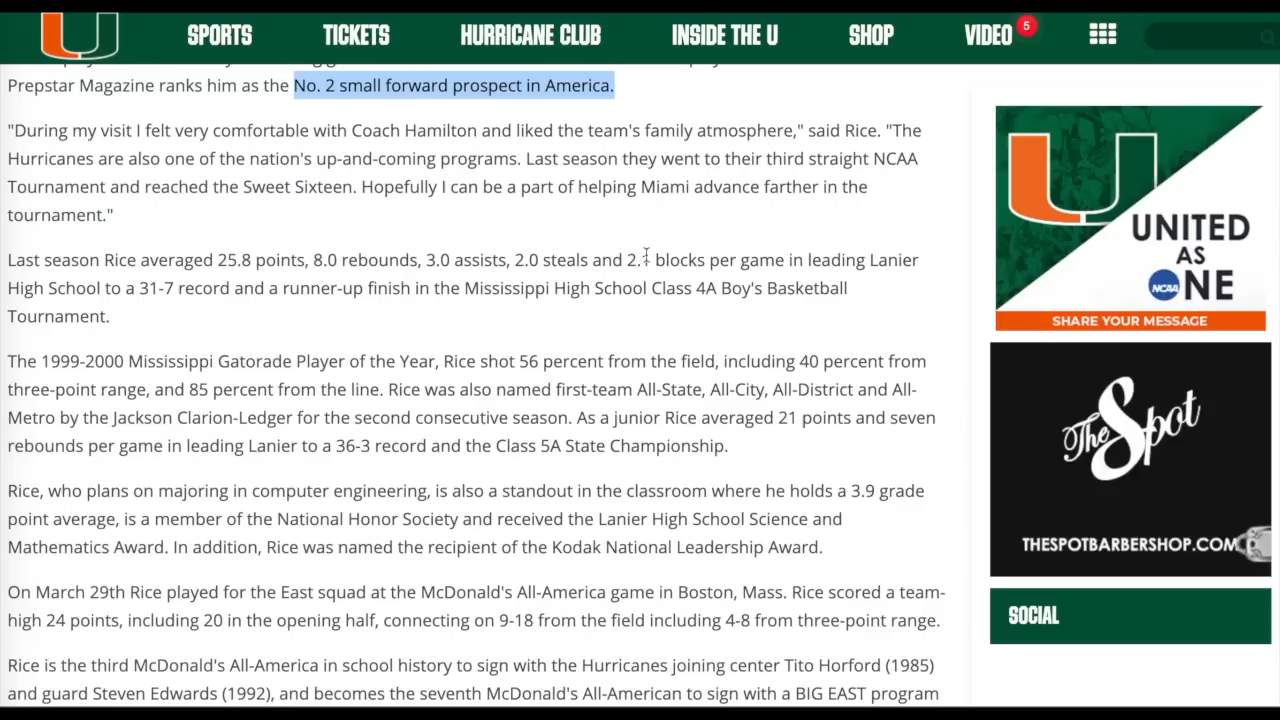 SPORTS TICKETS HURRICANE CLUB INSIDE THE U SHOP VIDEO 5
Prepstar Magazine ranks him as the No. 2 small forward prospect in America.
"During my visit I felt very comfortable with Coach Hamilton and liked the team's family atmosphere," said Rice. "The
Hurricanes are also one of the nation's up-and-coming programs. Last season they went to their third straight NCAA
Tournament and reached the Sweet Sixteen. Hopefully I can be a part of helping Miami advance farther in the
tournament."
Last season Rice averaged 25.8 points, 8.0 rebounds, 3.0 assists, 2.0 steals and blocks per game in leading Lanier
High School to a 31-7 record and a runner-up finish in the Mississippi High School Class 4A Boy's Basketball
Tournament.
The 1999-2000 Mississippi Gatorade Player of the Year, Rice shot 56 percent from the field, including 40 percent from
three-point range, and 85 percent from the line. Rice was also named first-team All-State, All-City, All-District and All-
Metro by the Jackson Clarion-Ledger for the second consecutive season. As a junior Rice averaged 21 points and seven
rebounds per game in leading Lanier to a 36-3 record and the Class 5A State Championship.
Rice, who plans on majoring in computer engineering, is also a standout in the classroom where he holds a 3.9 grade
point average, is a member of the National Honor Society and received the Lanier High School Science and
Mathematics Award. In addition, Rice was named the recipient of the Kodak National Leadership Award.
On March 29th Rice played for the East squad at the McDonald's All-America game in Boston, Mass. Rice scored a team-
high 24 points, including 20 in the opening half, connecting on 9-18 from the field including 4-8 from three-point range.
Rice is the third McDonald's All-America in school history to sign with the Hurricanes joining center Tito Horford (1985)
and guard Steven Edwards (1992), and becomes the seventh McDonald's All-American to sign with a BIG EAST program
U
UNITED
AS
NCAA
ONE
SHARE YOUR MESSAGE
The Spot
THESPOTBARBERSHOP.COM
SOCIAL